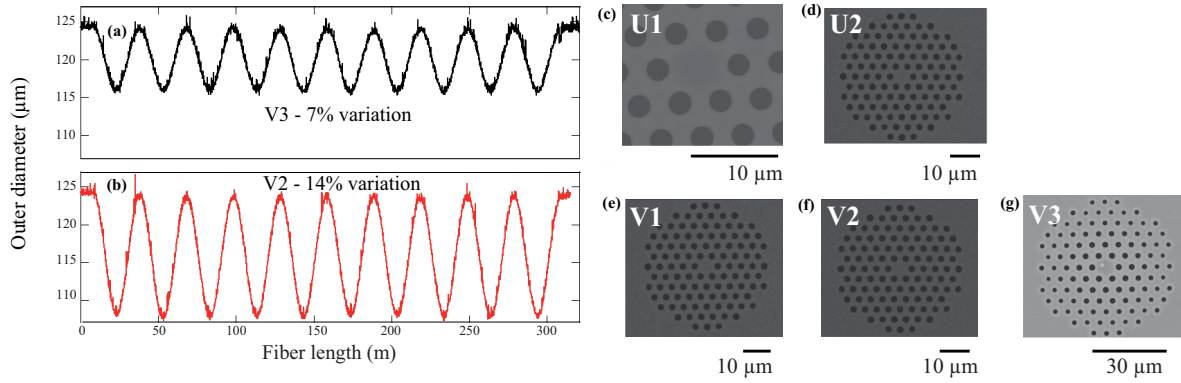 Outer diameter (µm)
125
120
115
110
(a)
V3 - 7% variation
125
120
115
110
(b)
V2 - 14% variation
0
50
100
150
200
250
300
Fiber length (m)
(c)
U1
10 µm
(d)
U2
10 µm
(e)
V1
10 µm
(f)
V2
10 µm
(g)
V3
30 µm